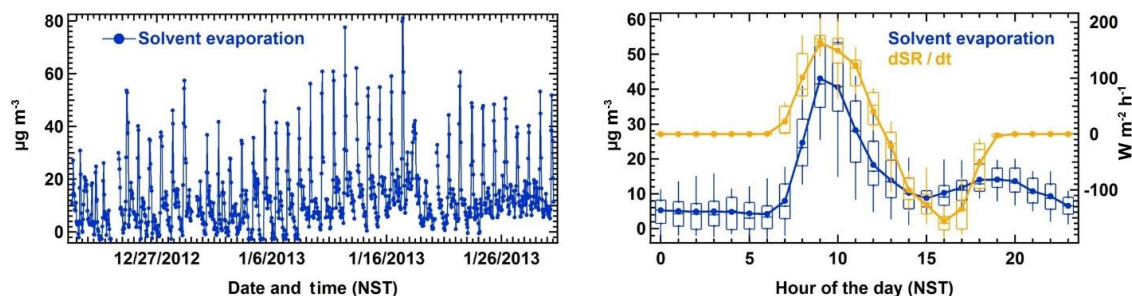 80
60
40
20
0
µg m⁻³
Solvent evaporation
12/27/2012 1/6/2013 1/16/2013 1/26/2013
Date and time (NST)
60
50
40
30
20
10
0
µg m⁻³
Solvent evaporation
dSR / dt
200
100
0
-100
W m⁻² h⁻¹
0 5 10 15 20
Hour of the day (NST)